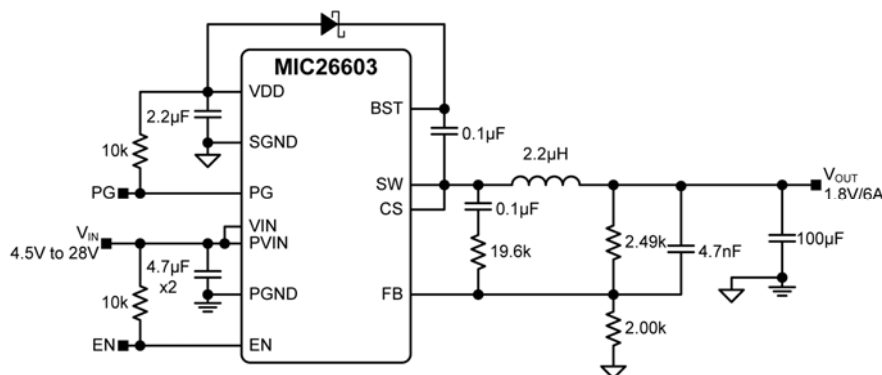 MIC26603
VDD
BST
2.2µF
0.1µF
SGND
10k
2.2µH
PG
PG
SW
VOUT
1.8V/6A
CS
VIN
VIN
0.1µF
4.5V to 28V
PVIN
4.7µF
x2
19.6k
2.49k
4.7nF
100µF
10k
PGND
FB
2.00k
EN
EN